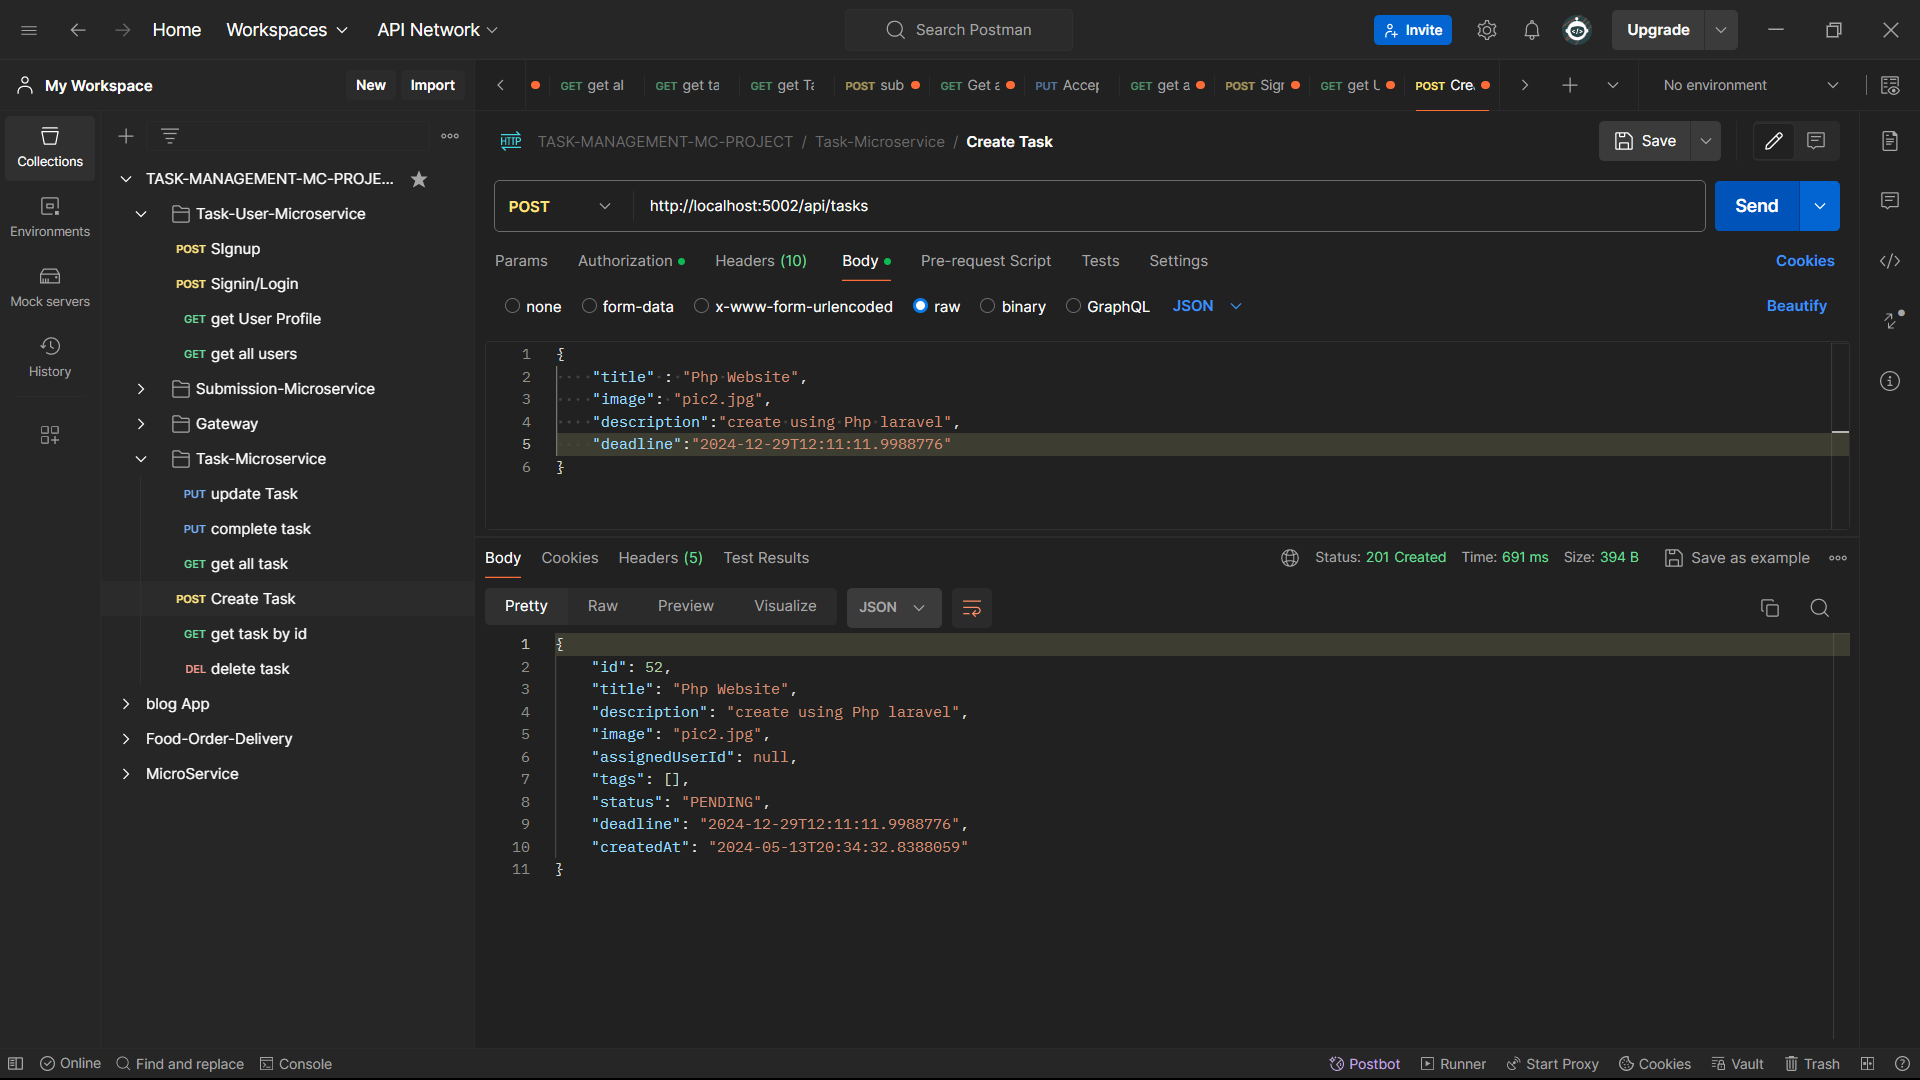 Home Workspaces API Network Search Postman Invite Upgrade
My Workspace New Import GET get al GET get ta GET get Ta POST sub GET Get a PUT Accep GET get a POST Sigr GET get U POST Cre. No environment
Collections
Environments
Mock servers
History
TASK-MANAGEMENT-MC-PROJE...
Task-User-Microservice
POST SIgnup
POST Signin/Login
GET get User Profile
GET get all users
Submission-Microservice
Gateway
Task-Microservice
PUT update Task
PUT complete task
GET get all task
POST Create Task
GET get task by id
DEL delete task
blog App
Food-Order-Delivery
MicroService
HTTP TASK-MANAGEMENT-MC-PROJECT / Task-Microservice / Create Task Save
POST http://localhost:5002/api/tasks Send
Params Authorization Headers (10) Body Pre-request Script Tests Settings Cookies
none form-data x-www-form-urlencoded raw binary GraphQL JSON Beautify
1 {
2 "title" : "Php Website",
3 "image": "pic2.jpg",
4 "description":"create using Php laravel",
5 "deadline":"2024-12-29T12:11:11.9988776"
6 }
Body Cookies Headers (5) Test Results Status: 201 Created Time: 691 ms Size: 394 B Save as example
Pretty Raw Preview Visualize JSON
1 {
2 "id": 52,
3 "title": "Php Website",
4 "description": "create using Php laravel",
5 "image": "pic2.jpg",
6 "assignedUserId": null,
7 "tags": [],
8 "status": "PENDING",
9 "deadline": "2024-12-29T12:11:11.9988776",
10 "createdAt": "2024-05-13T20:34:32.8388059"
11 }
Online Find and replace Console Postbot Runner Start Proxy Cookies Vault Trash